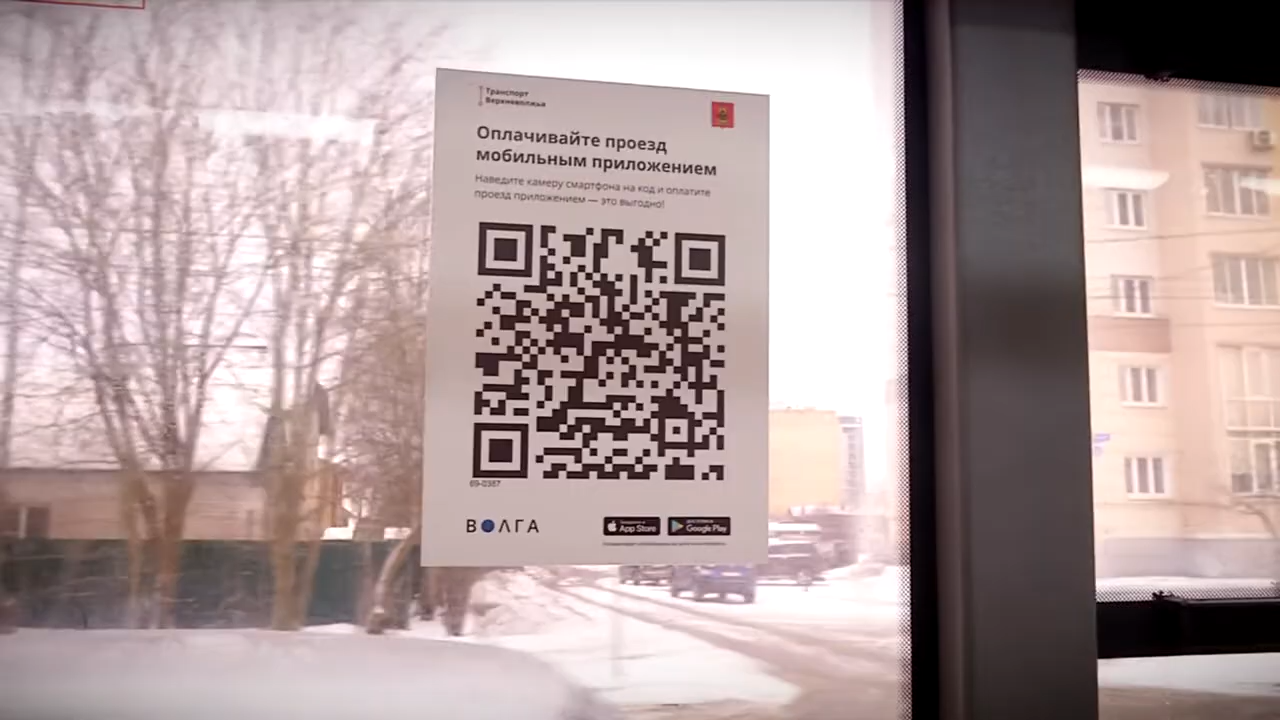 Транспорт
Верхневолжья
Оплачивайте проезд
мобильным приложением
Наведите камеру смартфона на код и оплатите
проезд приложением — это выгодно!
69-0387
ВОЛГА
App Store
Google Play